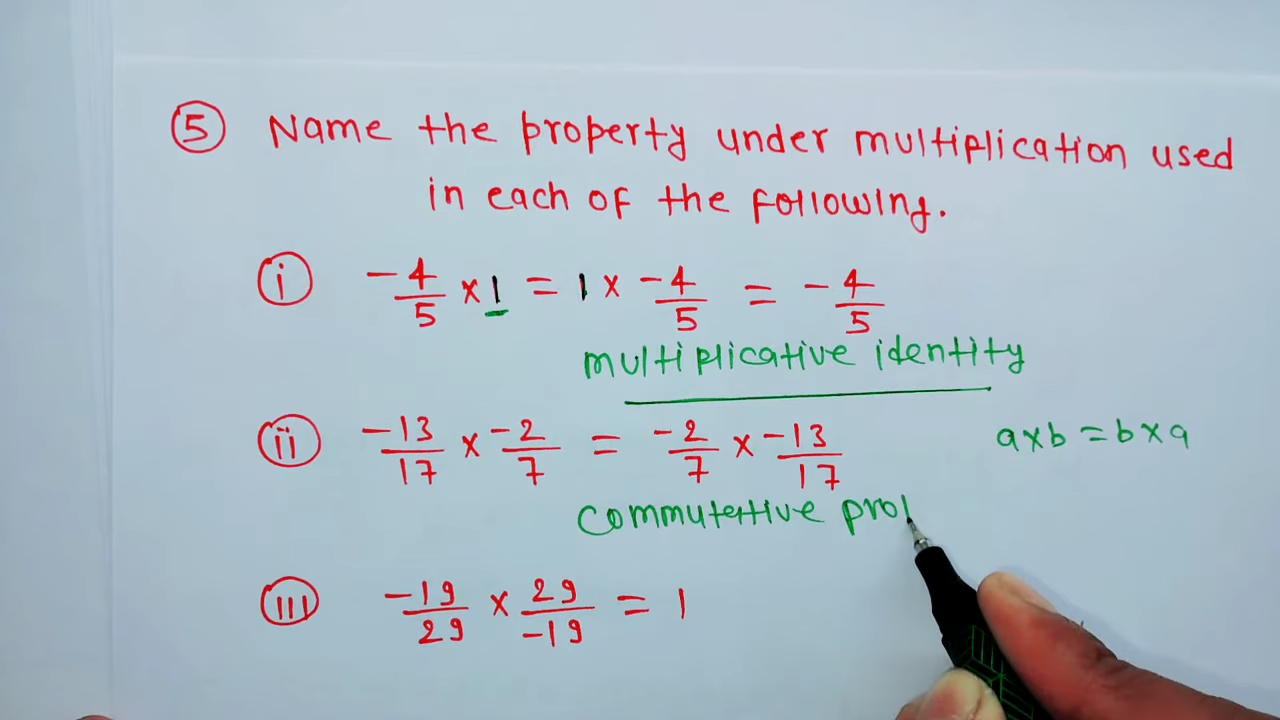 5 Name the property under multiplication used
in each of the following.
i -4/5 × 1 = 1 × -4/5 = -4/5
multiplicative identity
ii -13/17 × -2/7 = -2/7 × -13/17
a×b = b×a
commutative pro
iii -19/29 × 29/-19 = 1